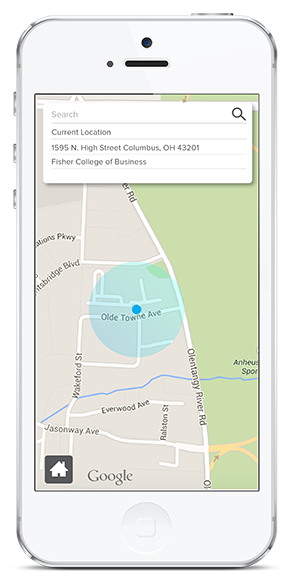 Search
Current Location
1595 N. High Street Columbus, OH 43201
Fisher College of Business
Rd
ations Pkwy
ntsbridge Blvd
Olde Towne Ave
Wakeford St
Olentangy River Rd
Anheus
Spor
Everwood Ave
Ralston St
Jasonway Ave
Ol
Google